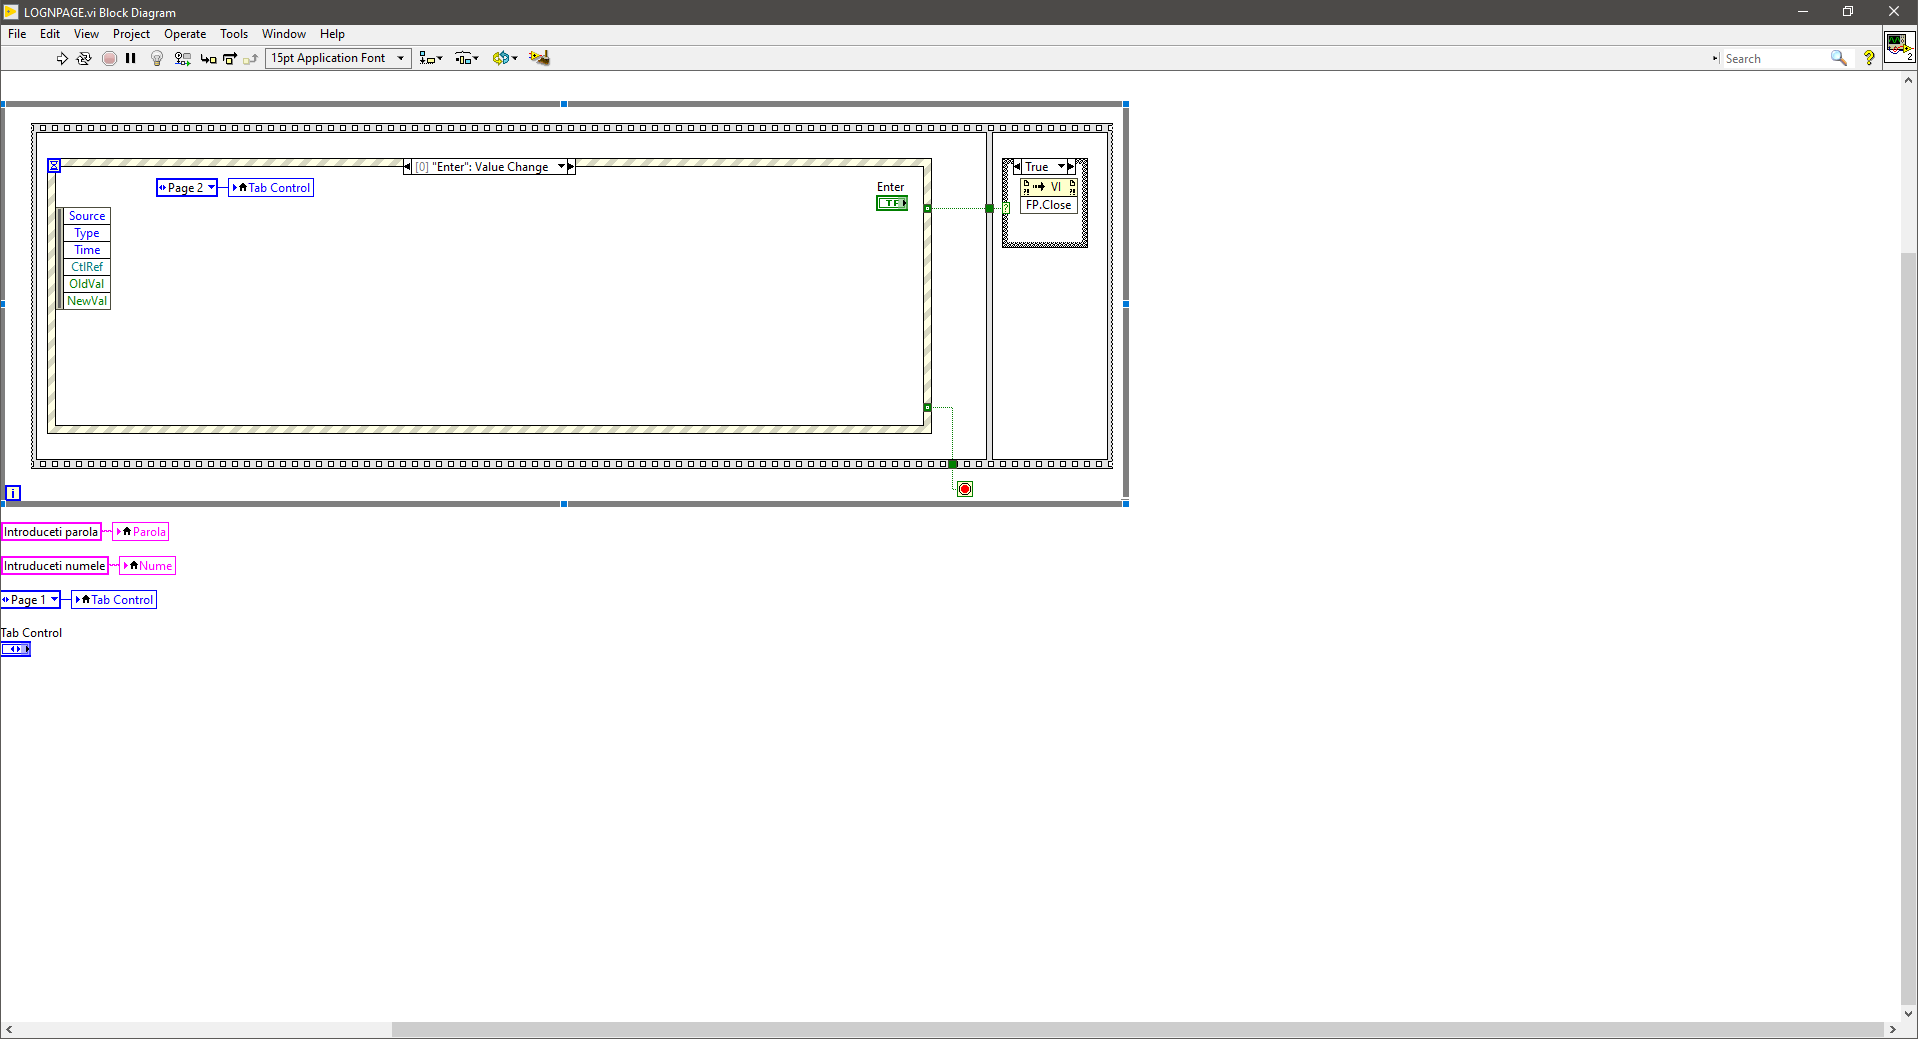 LOGNPAGE.vi Block Diagram
File Edit View Project Operate Tools Window Help
15pt Application Font
Search
?
2
[0] "Enter": Value Change
Page 2
Tab Control
Enter
TF
Source
Type
Time
CtlRef
OldVal
NewVal
True
VI
FP.Close
?
i
Introduceti parola
Parola
Intruduceti numele
Nume
Page 1
Tab Control
Tab Control